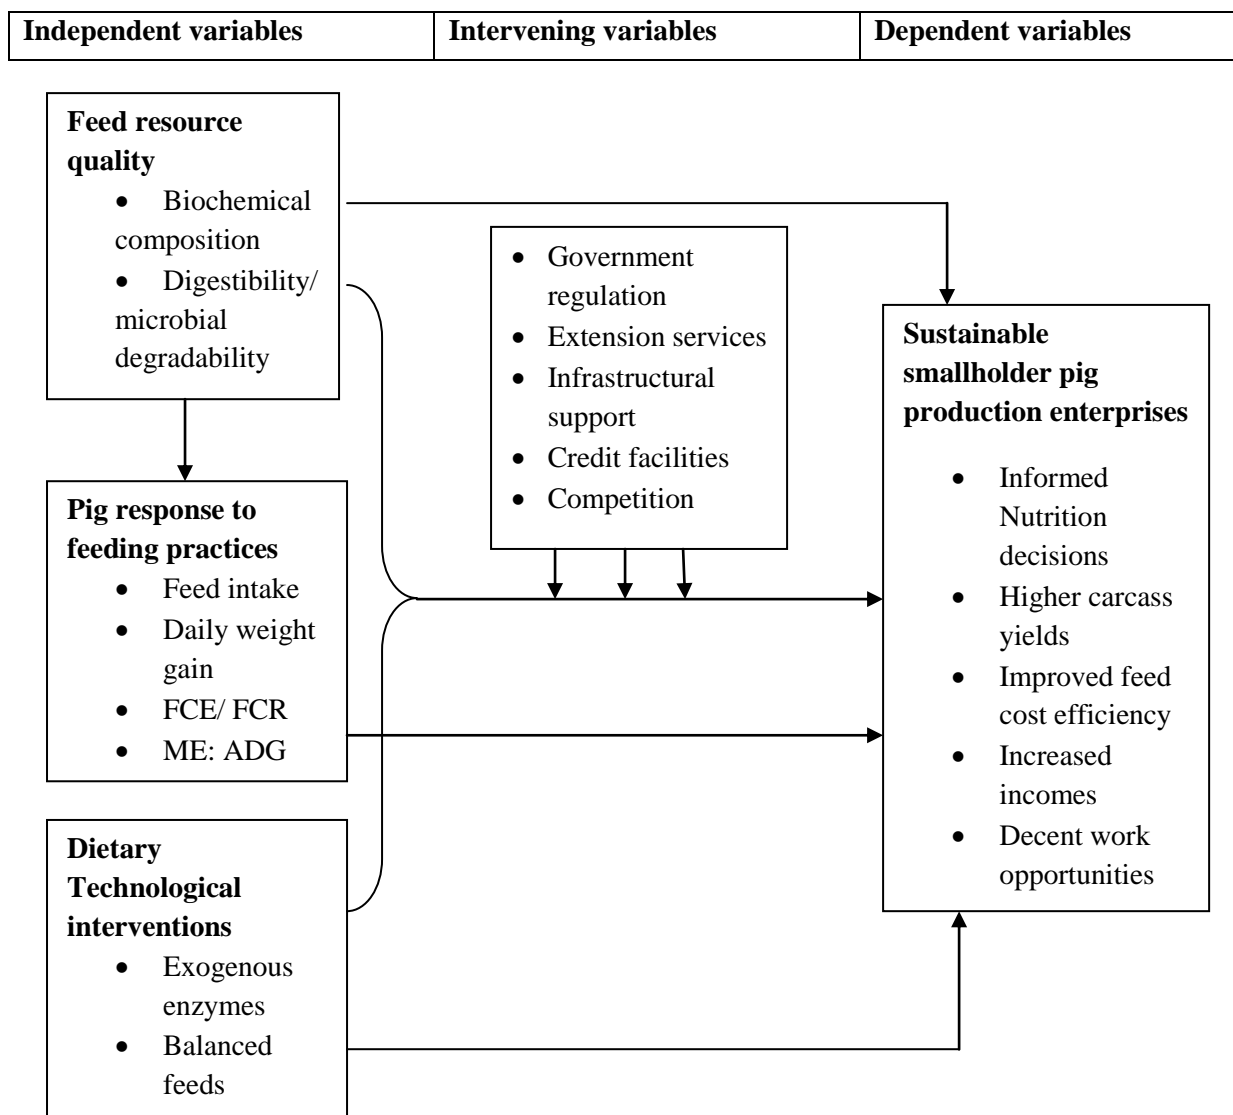 Independent variables
Intervening variables
Dependent variables
Feed resource
quality
• Biochemical
composition
• Digestibility/
microbial
degradability
Pig response to
feeding practices
• Feed intake
• Daily weight
gain
• FCE/ FCR
• ME: ADG
Dietary
Technological
interventions
• Exogenous
enzymes
• Balanced
feeds
• Government
regulation
• Extension services
• Infrastructural
support
• Credit facilities
• Competition
Sustainable
smallholder pig
production enterprises
• Informed
Nutrition
decisions
• Higher carcass
yields
• Improved feed
cost efficiency
• Increased
incomes
• Decent work
opportunities